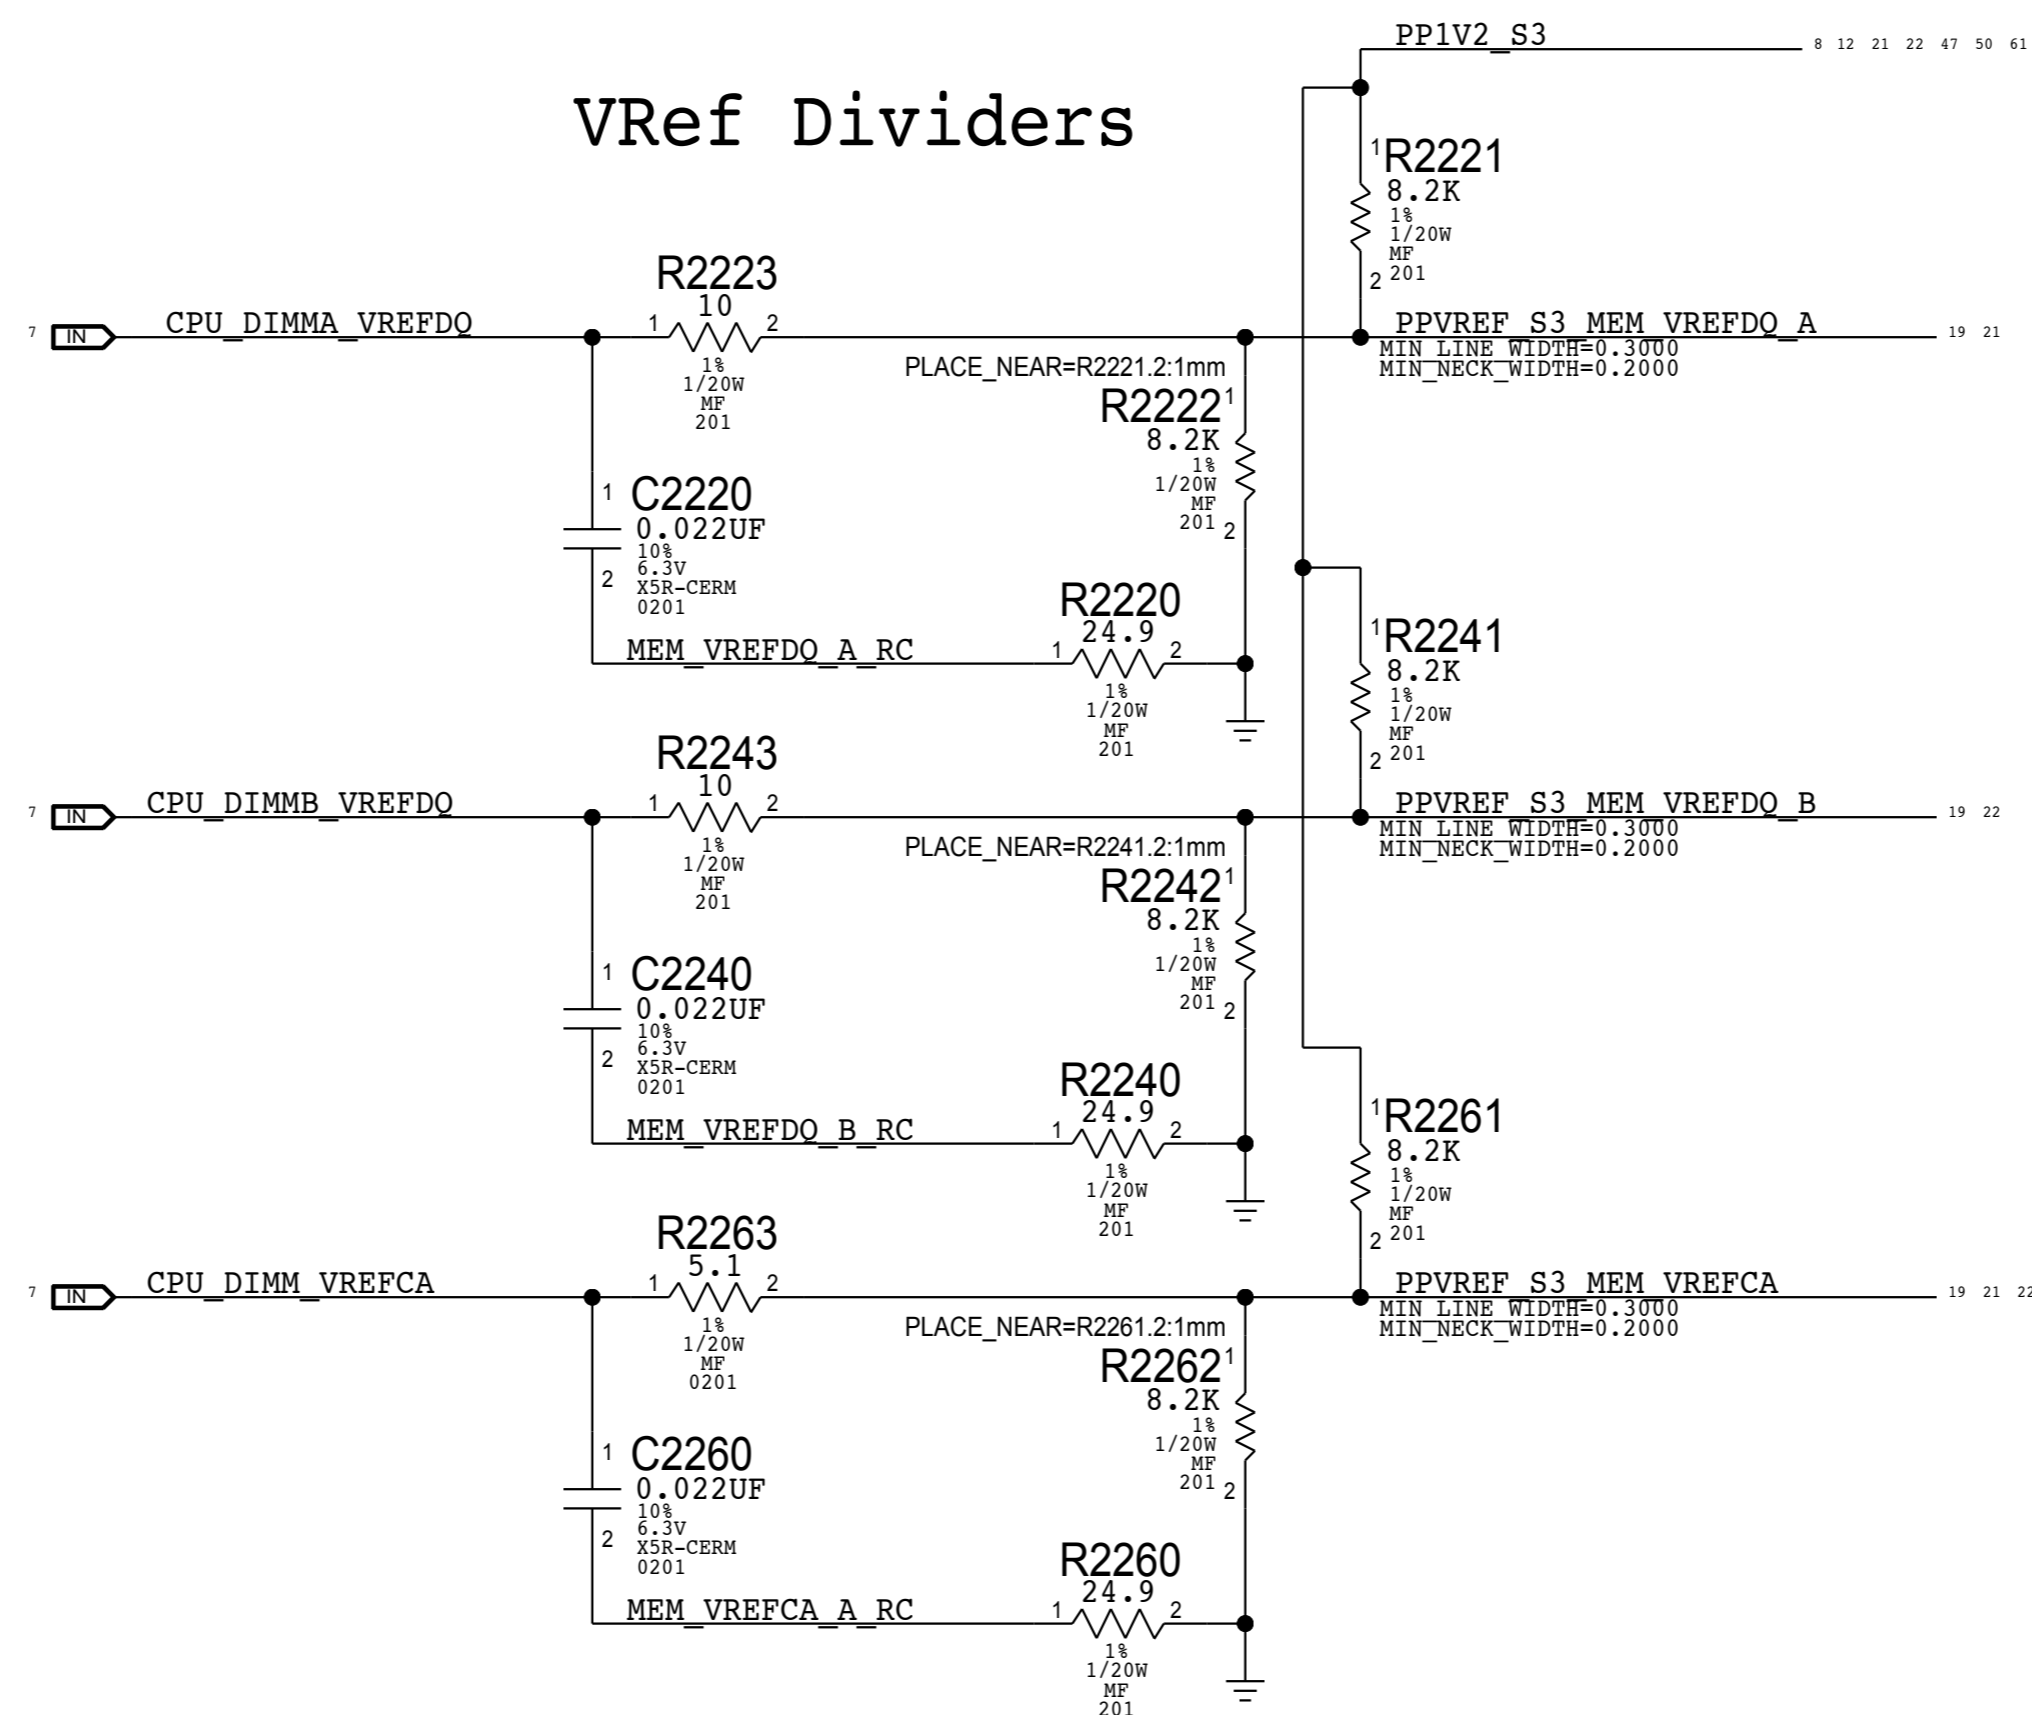 PP1V2_S3
8 12 21 22 47 50 61
VRef Dividers
1 R2221
8.2K
1%
1/20W
MF
201
2
R2223
10
1 2
1%
1/20W
MF
201
7 IN CPU_DIMMA_VREFDQ
PPVREF_S3_MEM_VREFDQ_A
19 21
MIN_LINE_WIDTH=0.3000
MIN_NECK_WIDTH=0.2000
PLACE_NEAR=R2221.2:1mm
R2222 1
8.2K
1%
1/20W
MF
201
2
1 C2220
0.022UF
10%
6.3V
2 X5R-CERM
0201
R2220
24.9
1 2
1%
1/20W
MF
201
MEM_VREFDQ_A_RC
1 R2241
8.2K
1%
1/20W
MF
201
2
R2243
10
1 2
1%
1/20W
MF
201
7 IN CPU_DIMMB_VREFDQ
PPVREF_S3_MEM_VREFDQ_B
19 22
MIN_LINE_WIDTH=0.3000
MIN_NECK_WIDTH=0.2000
PLACE_NEAR=R2241.2:1mm
R2242 1
8.2K
1%
1/20W
MF
201
2
1 C2240
0.022UF
10%
6.3V
2 X5R-CERM
0201
R2240
24.9
1 2
1%
1/20W
MF
201
MEM_VREFDQ_B_RC
1 R2261
8.2K
1%
1/20W
MF
201
2
R2263
5.1
1 2
1%
1/20W
MF
0201
7 IN CPU_DIMM_VREFCA
PPVREF_S3_MEM_VREFCA
19 21 22
MIN_LINE_WIDTH=0.3000
MIN_NECK_WIDTH=0.2000
PLACE_NEAR=R2261.2:1mm
R2262 1
8.2K
1%
1/20W
MF
201
2
1 C2260
0.022UF
10%
6.3V
2 X5R-CERM
0201
R2260
24.9
1 2
1%
1/20W
MF
201
MEM_VREFCA_A_RC